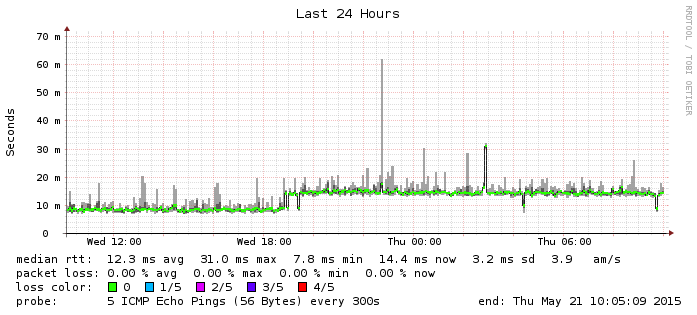 Last 24 Hours
RRDTOOL / TOBI OETIKER
Seconds
70 m
60 m
50 m
40 m
30 m
20 m
10 m
0
Wed 12:00 Wed 18:00 Thu 00:00 Thu 06:00
median rtt: 12.3 ms avg 31.0 ms max 7.8 ms min 14.4 ms now 3.2 ms sd 3.9 am/s
packet loss: 0.00 % avg 0.00 % max 0.00 % min 0.00 % now
loss color: 0 1/5 2/5 3/5 4/5
probe: 5 ICMP Echo Pings (56 Bytes) every 300s end: Thu May 21 10:05:09 2015